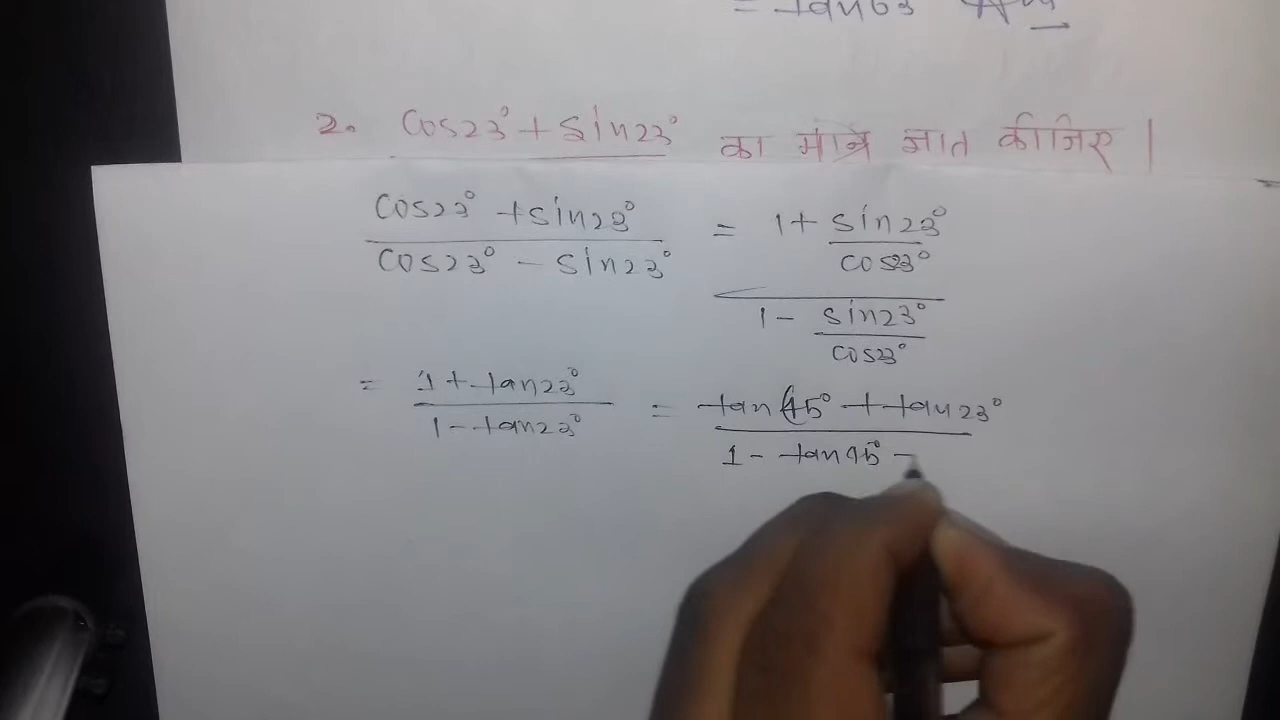 = tan63
2. cos23° + sin23° का मान ज्ञात कीजिए |
cos23° + sin23° = 1 + sin23°
cos23° - sin23° cos23°
1 - sin23°
cos23°
= 1 + tan23° = tan45° + tan23°
1 - tan23° 1 - tan45° -